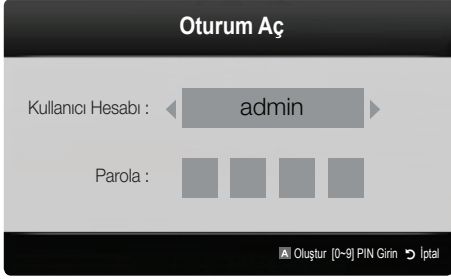 Oturum Aç
Kullanıcı Hesabı : admin
Parola :
A Oluştur [0~9] PIN Girin İptal